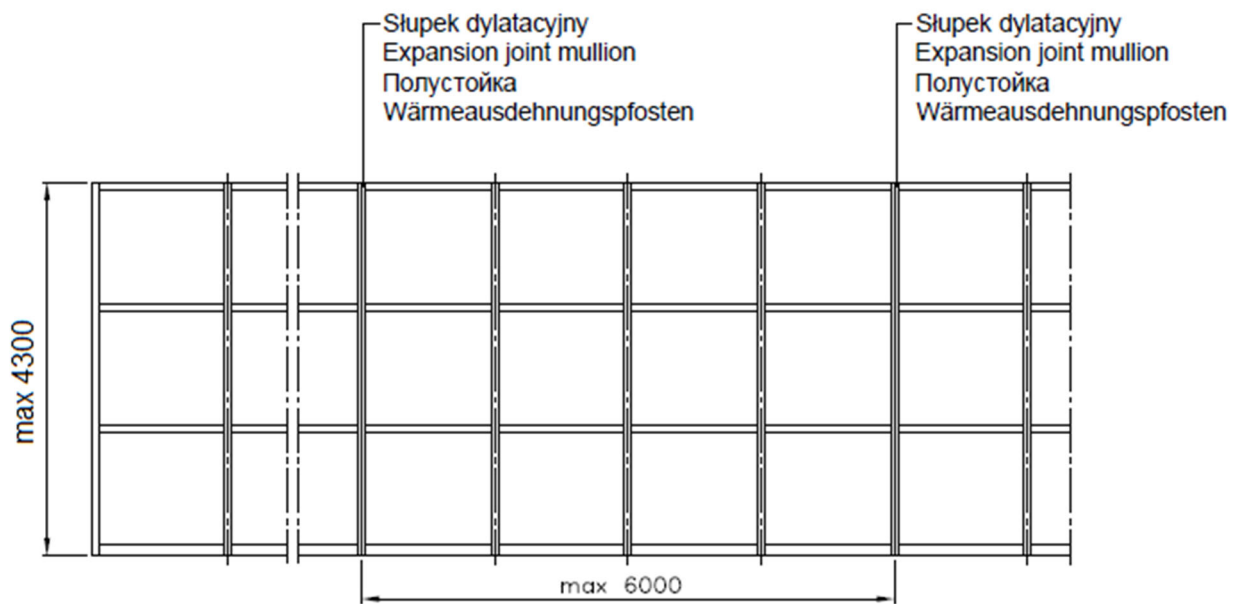 Słupek dylatacyjny
Expansion joint mullion
Полустойка
Wärmeausdehnungspfosten
Słupek dylatacyjny
Expansion joint mullion
Полустойка
Wärmeausdehnungspfosten
max 4300
max 6000